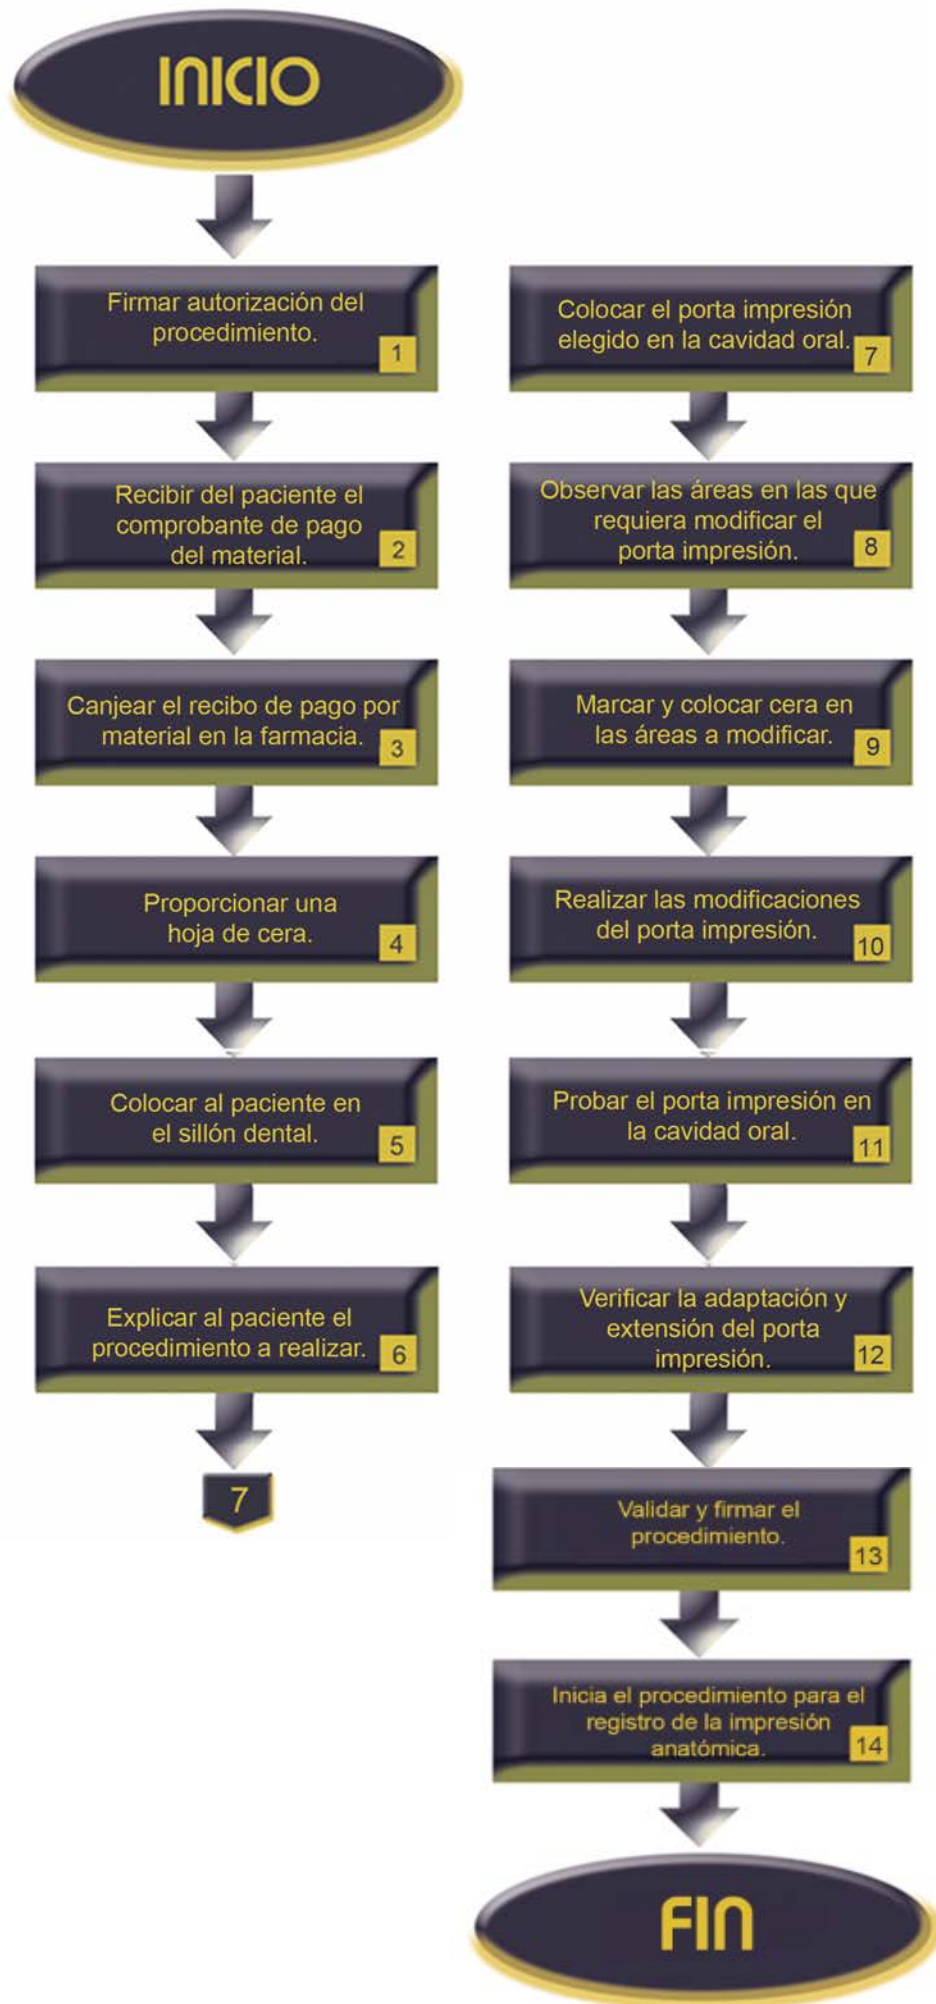 INICIO
Firmar autorización del
procedimiento.
1
Recibir del paciente el
comprobante de pago
del material.
2
Canjear el recibo de pago por
material en la farmacia.
3
Proporcionar una
hoja de cera.
4
Colocar al paciente en
el sillón dental.
5
Explicar al paciente el
procedimiento a realizar.
6
7
Colocar el porta impresión
elegido en la cavidad oral.
7
Observar las áreas en las que
requiera modificar el
porta impresión.
8
Marcar y colocar cera en
las áreas a modificar.
9
Realizar las modificaciones
del porta impresión.
10
Probar el porta impresión en
la cavidad oral.
11
Verificar la adaptación y
extensión del porta
impresión.
12
Validar y firmar el
procedimiento.
13
Inicia el procedimiento para el
registro de la impresión
anatómica.
14
FIN